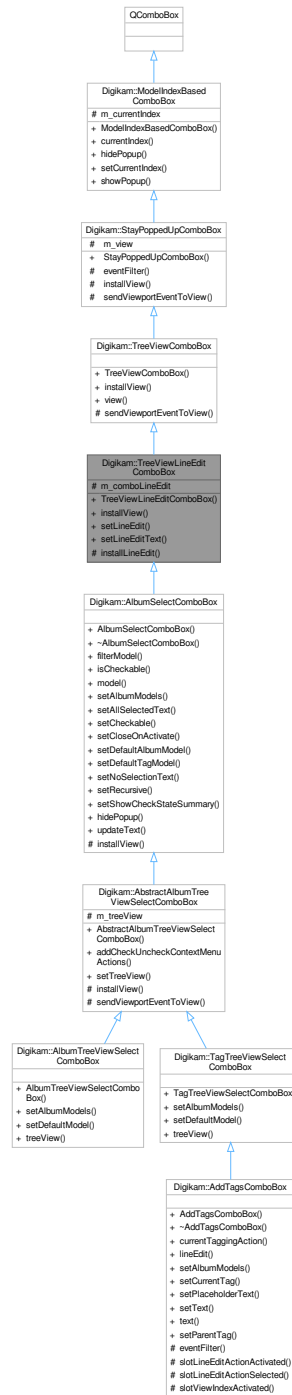 QComboBox
Digikam::ModelIndexBased
ComboBox
# m_currentIndex
+ ModelIndexBasedComboBox()
+ currentIndex()
+ hidePopup()
+ setCurrentIndex()
+ showPopup()
Digikam::StayPoppedUpComboBox
# m_view
+ StayPoppedUpComboBox()
# eventFilter()
# installView()
# sendViewportEventToView()
Digikam::TreeViewComboBox
+ TreeViewComboBox()
+ installView()
+ view()
# sendViewportEventToView()
Digikam::TreeViewLineEdit
ComboBox
# m_comboLineEdit
+ TreeViewLineEditComboBox()
+ installView()
+ setLineEdit()
+ setLineEditText()
# installLineEdit()
Digikam::AlbumSelectComboBox
+ AlbumSelectComboBox()
+ ~AlbumSelectComboBox()
+ filterModel()
+ isCheckable()
+ model()
+ setAlbumModels()
+ setAllSelectedText()
+ setCheckable()
+ setCloseOnActivate()
+ setDefaultAlbumModel()
+ setDefaultTagModel()
+ setNoSelectionText()
+ setRecursive()
+ setShowCheckStateSummary()
+ hidePopup()
+ updateText()
# installView()
Digikam::AbstractAlbumTree
ViewSelectComboBox
# m_treeView
+ AbstractAlbumTreeViewSelect
ComboBox()
+ addCheckUncheckContextMenu
Actions()
+ setTreeView()
# installView()
# sendViewportEventToView()
Digikam::AlbumTreeViewSelect
ComboBox
+ AlbumTreeViewSelectCombo
Box()
+ setAlbumModels()
+ setDefaultModel()
+ treeView()
Digikam::TagTreeViewSelect
ComboBox
+ TagTreeViewSelectComboBox()
+ setAlbumModels()
+ setDefaultModel()
+ treeView()
Digikam::AddTagsComboBox
+ AddTagsComboBox()
+ ~AddTagsComboBox()
+ currentTaggingAction()
+ lineEdit()
+ setAlbumModels()
+ setCurrentTag()
+ setPlaceholderText()
+ setText()
+ text()
+ setParentTag()
# eventFilter()
# slotLineEditActionActivated()
# slotLineEditActionSelected()
# slotViewIndexActivated()